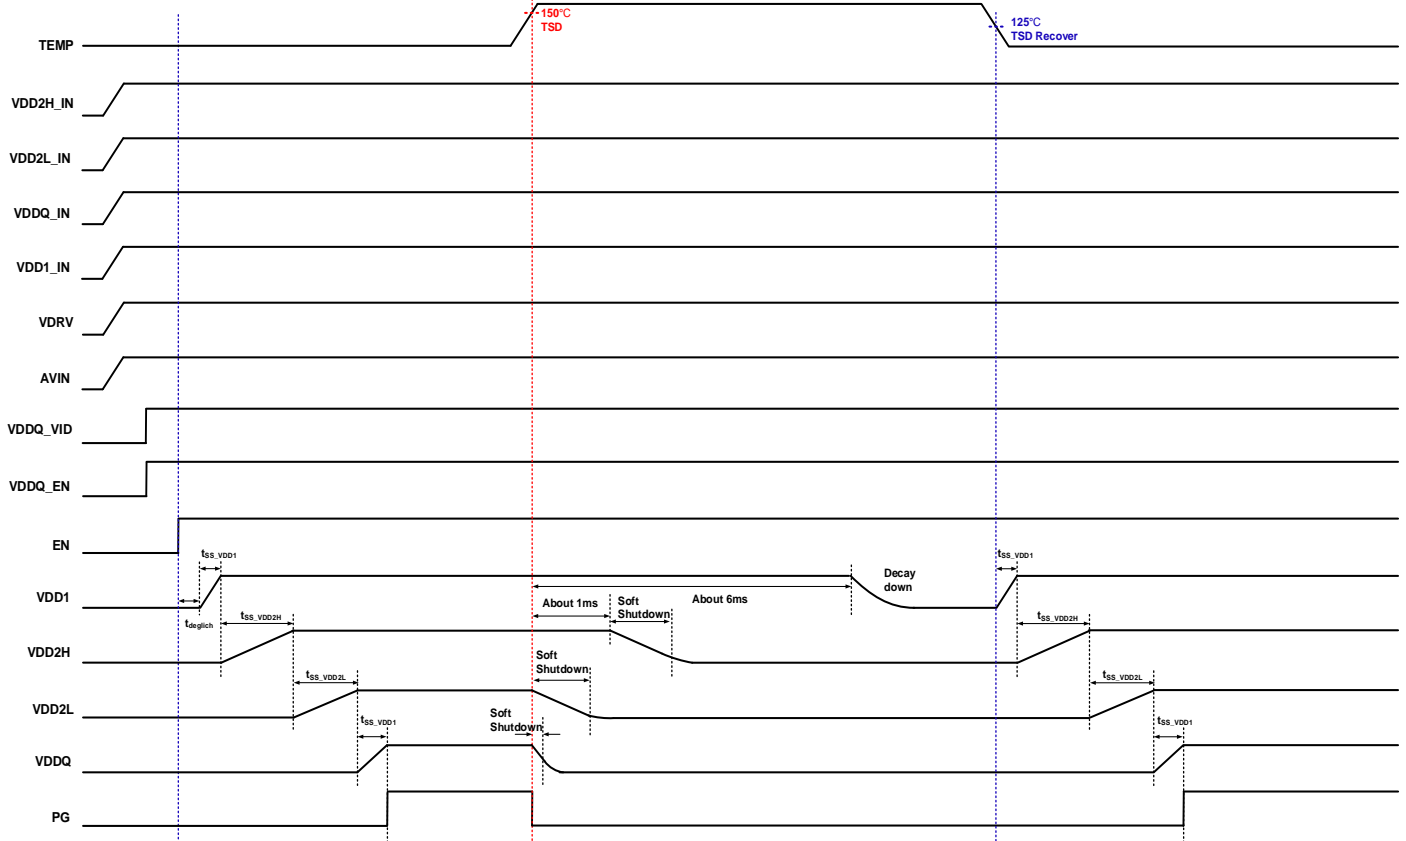 150℃
TSD
125℃
TSD Recover
TEMP
VDD2H_IN
VDD2L_IN
VDDQ_IN
VDD1_IN
VDRV
AVIN
VDDQ_VID
VDDQ_EN
EN
tSS_VDD1
tSS_VDD1
VDD1
Decay
down
tdeglich
About 1ms
Soft
Shutdown
About 6ms
tSS_VDD2H
tSS_VDD2H
VDD2H
Soft
Shutdown
tSS_VDD2L
tSS_VDD2L
VDD2L
Soft
Shutdown
tSS_VDD1
tSS_VDD1
VDDQ
PG